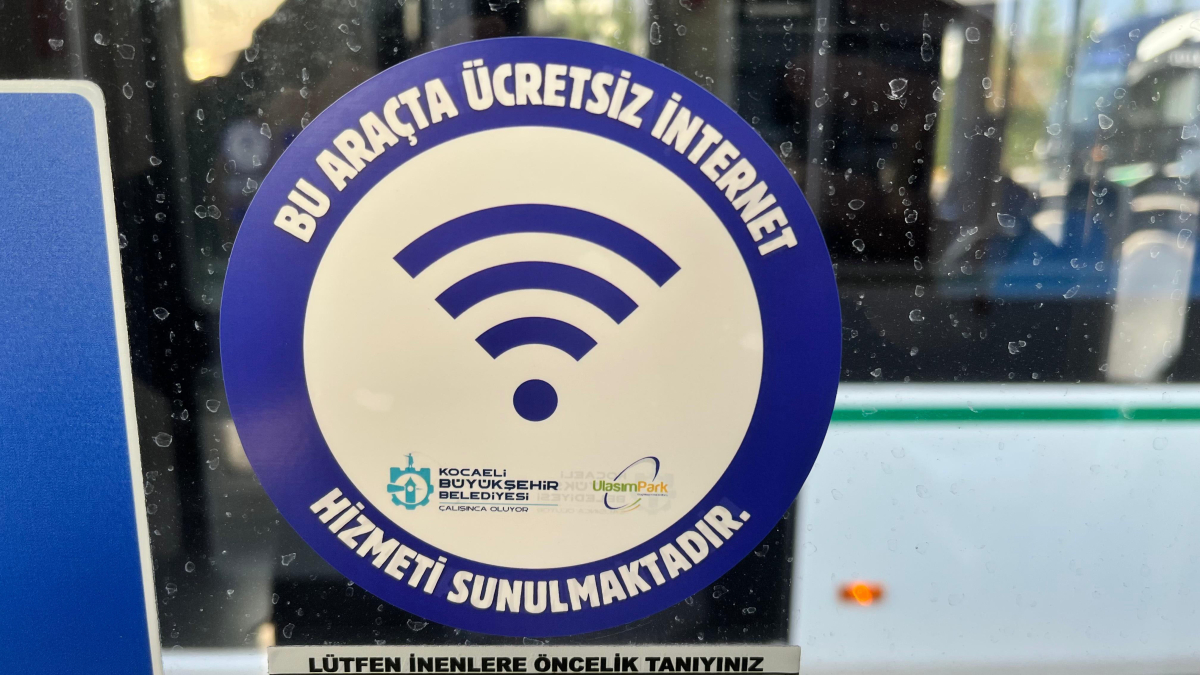 BU ARAÇTA ÜCRETSİZ İNTERNET
KOCAELİ
BÜYÜKŞEHİR
BELEDİYESİ
ÇALIŞINCA OLUYOR
UlaşımPark
HİZMETİ SUNULMAKTADIR.
LÜTFEN İNENLERE ÖNCELİK TANIYINIZ